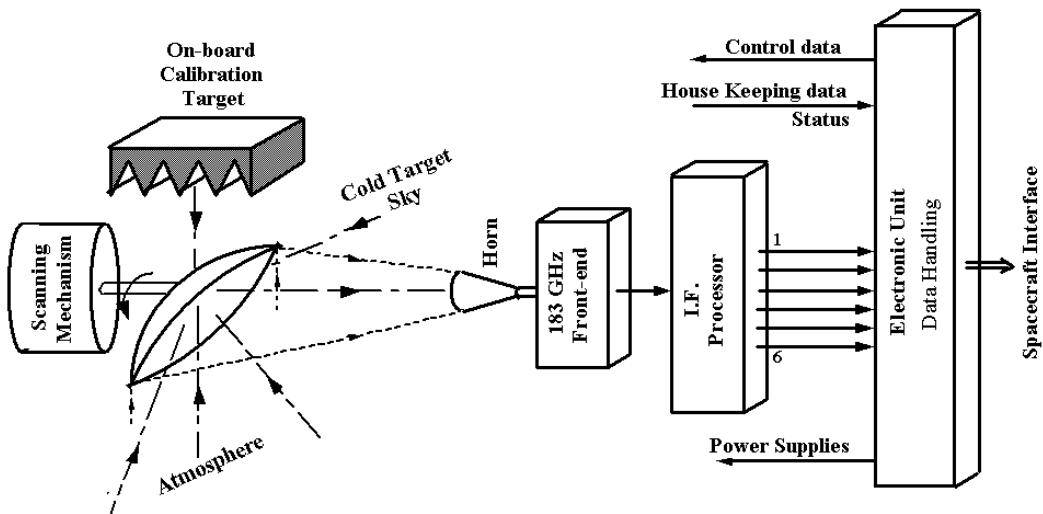 On-board
Calibration
Target
Control data
House Keeping data
Status
Cold Target
Sky
Scanning
Mechanism
Horn
183 GHz
Front-end
I.F.
Processor
1
6
Electronic Unit
Data Handling
Spacecraft Interface
Atmosphere
Power Supplies